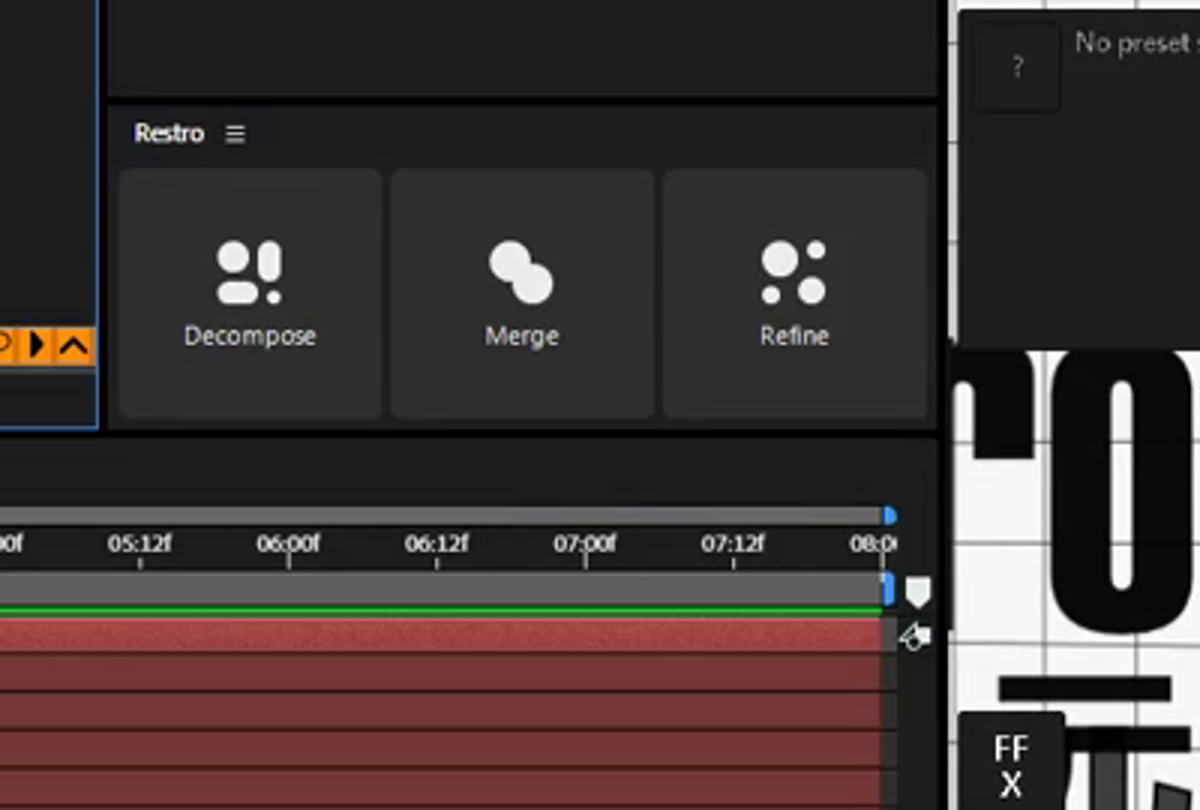 No preset
?
Restro
Decompose Merge Refine
05:12f 06:00f 06:12f 07:00f 07:12f
FF
X